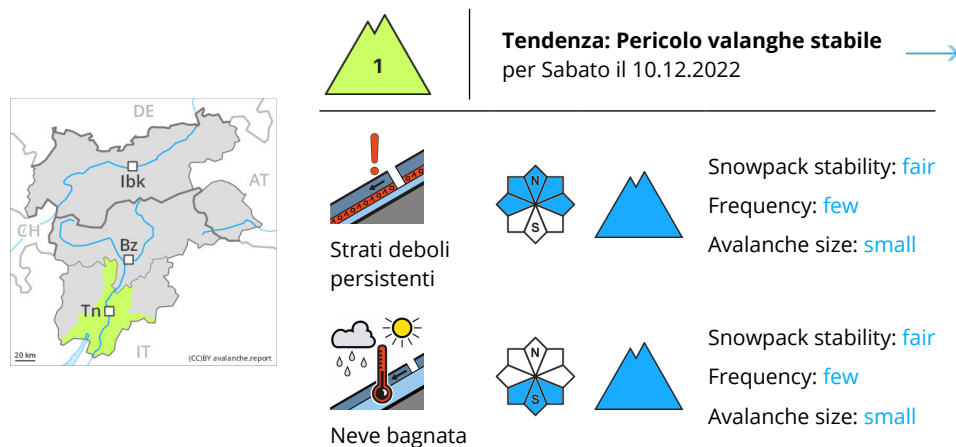 1
Tendenza: Pericolo valanghe stabile
per Sabato il 10.12.2022
DE
Ibk
AT
CH
Bz
Tn
IT
20 km
(CC)BY avalanche.report
N
S
Strati deboli
persistenti
Snowpack stability: fair
Frequency: few
Avalanche size: small
N
S
Neve bagnata
Snowpack stability: fair
Frequency: few
Avalanche size: small